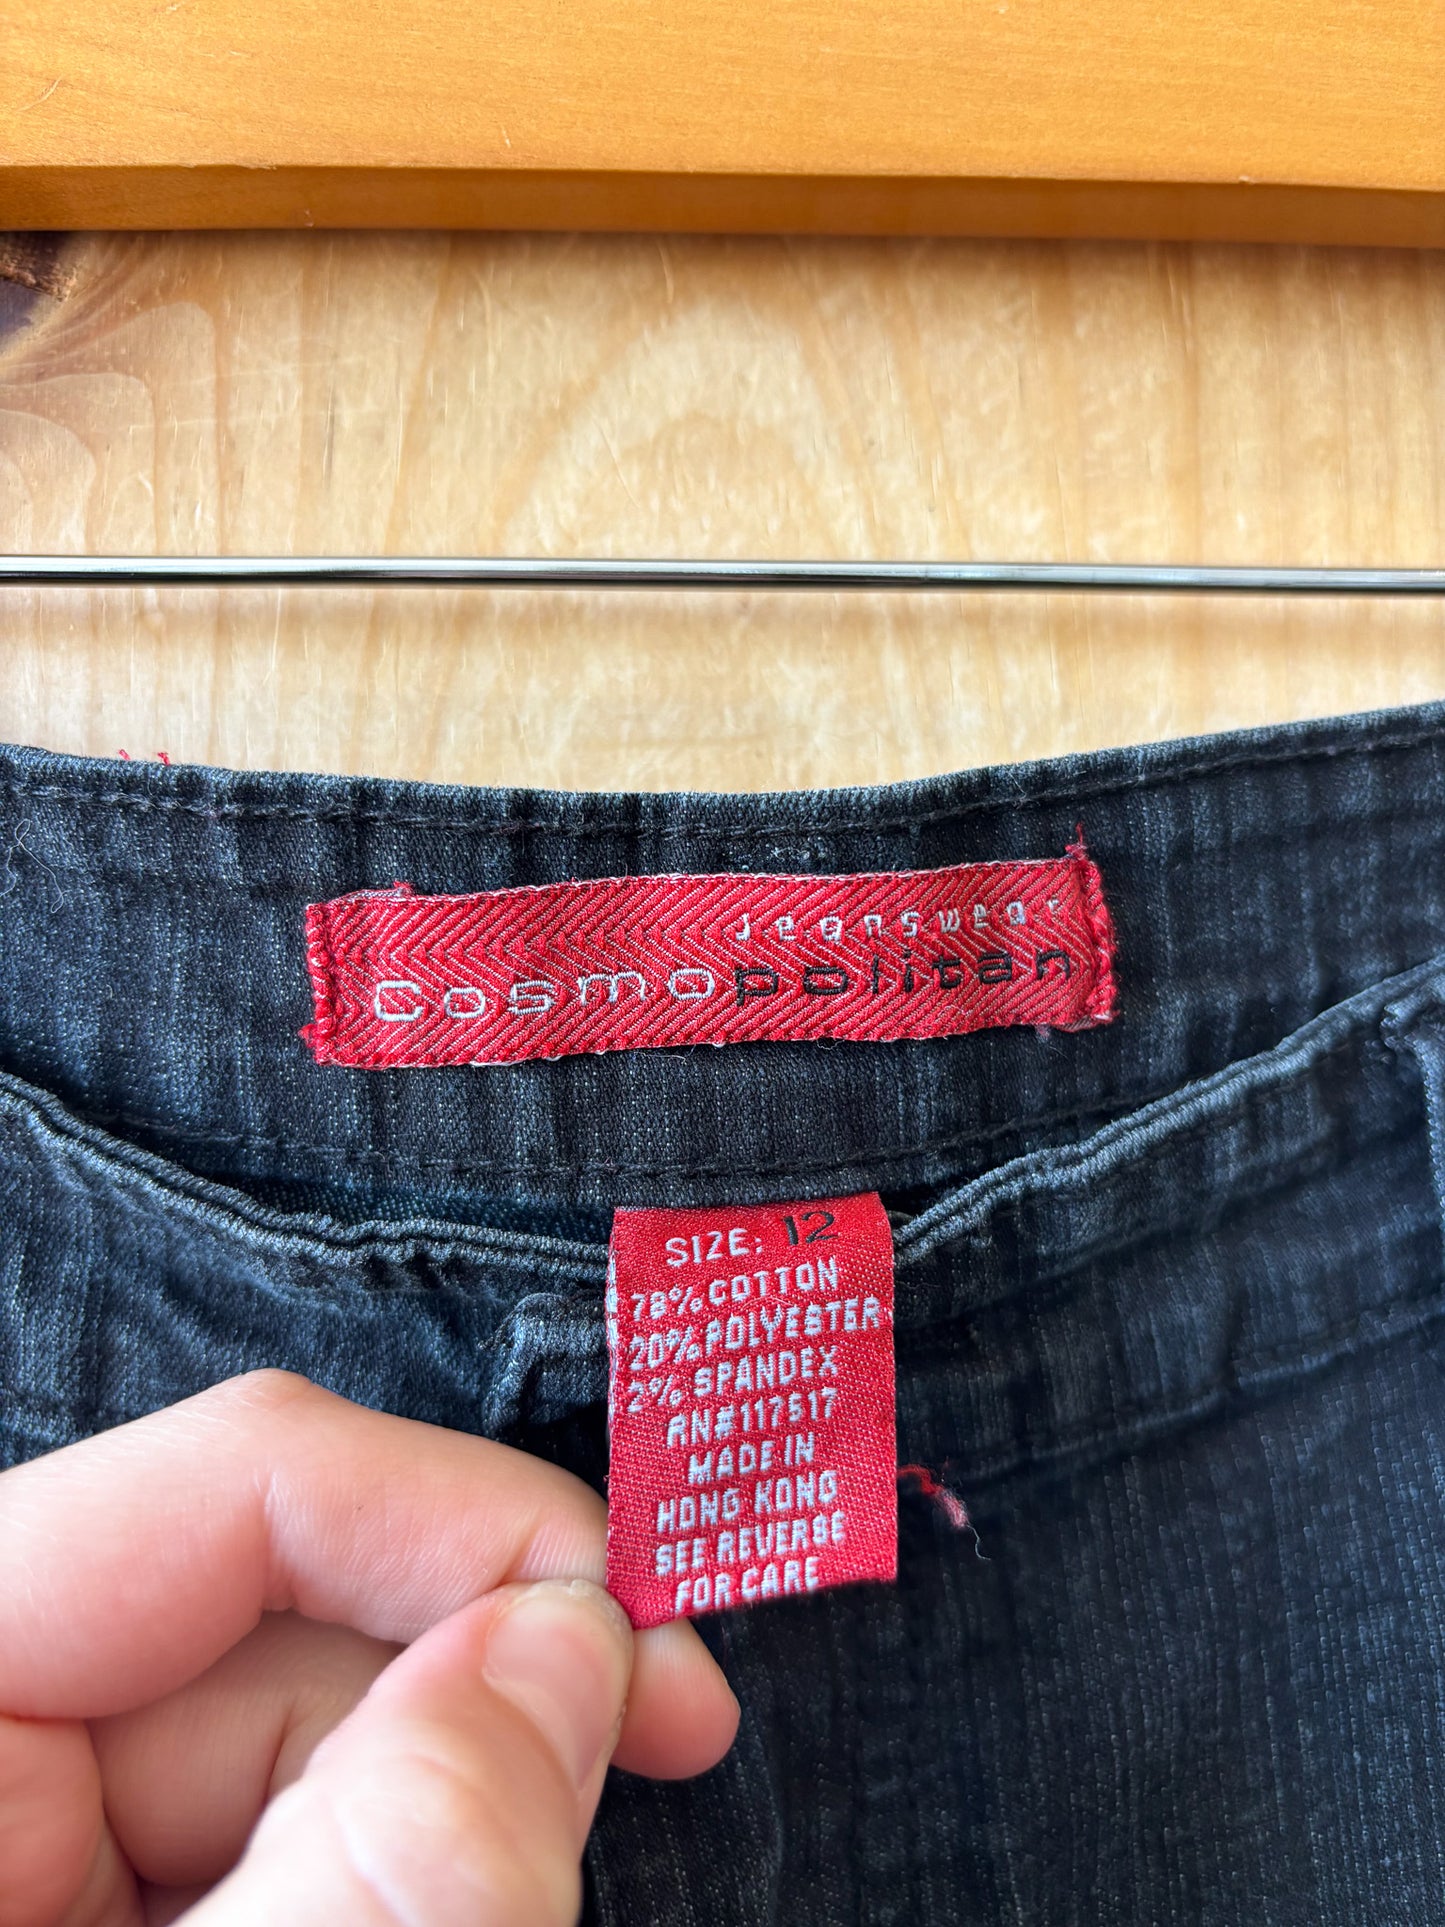 Jeanswear
Cosmopolitan
SIZE: 12
78% COTTON
20% POLYESTER
2% SPANDEX
RN#117517
MADE IN
HONG KONG
SEE REVERSE
FOR CARE